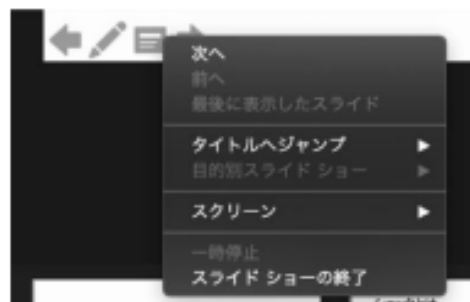 次へ
前へ
最後に表示したスライド
タイトルへジャンプ
目的別スライド ショー
スクリーン
一時停止
スライド ショーの終了